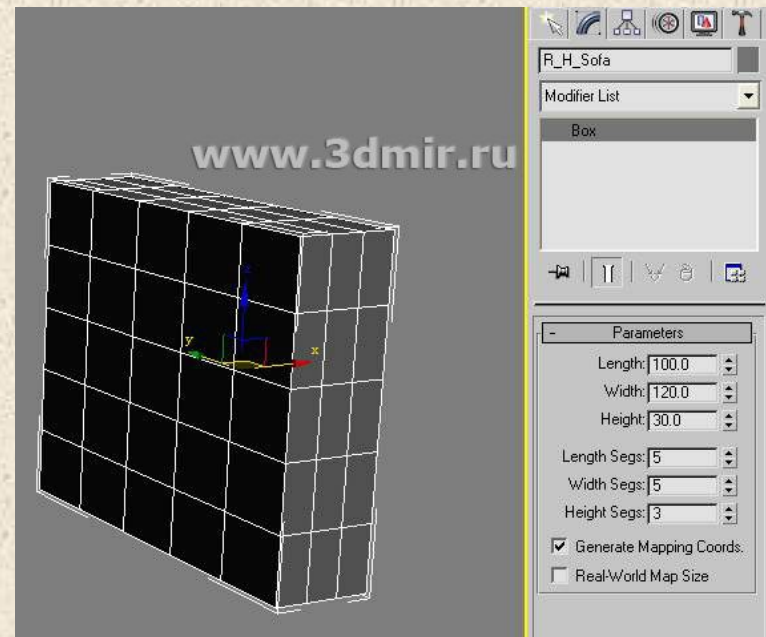 www.3dmir.ru
z
y
x
R_H_Sofa
Modifier List
Box
- Parameters
Length: 100.0
Width: 120.0
Height: 30.0
Length Segs: 5
Width Segs: 5
Height Segs: 3
Generate Mapping Coords.
Real-World Map Size